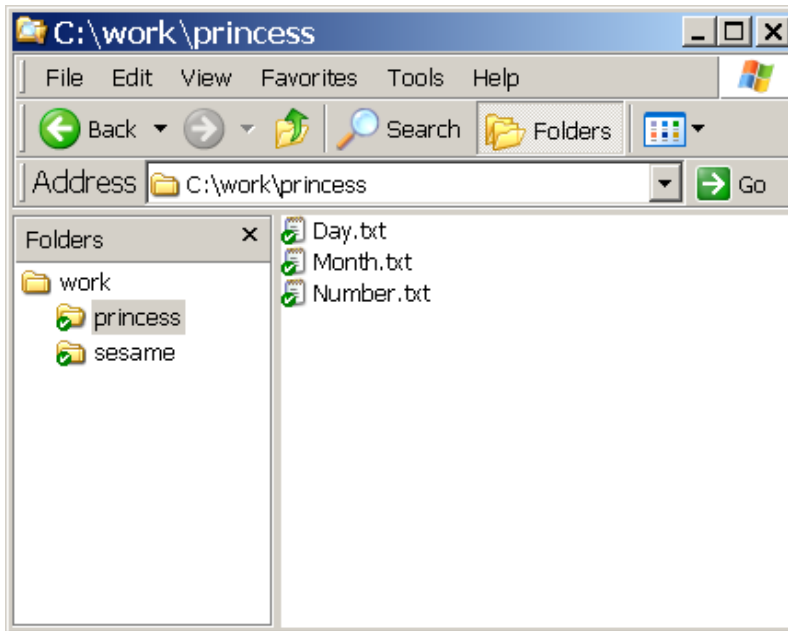 C:\work\princess
File Edit View Favorites Tools Help
Back Search Folders
Address C:\work\princess Go
Folders x
work
princess
sesame
Day.txt
Month.txt
Number.txt